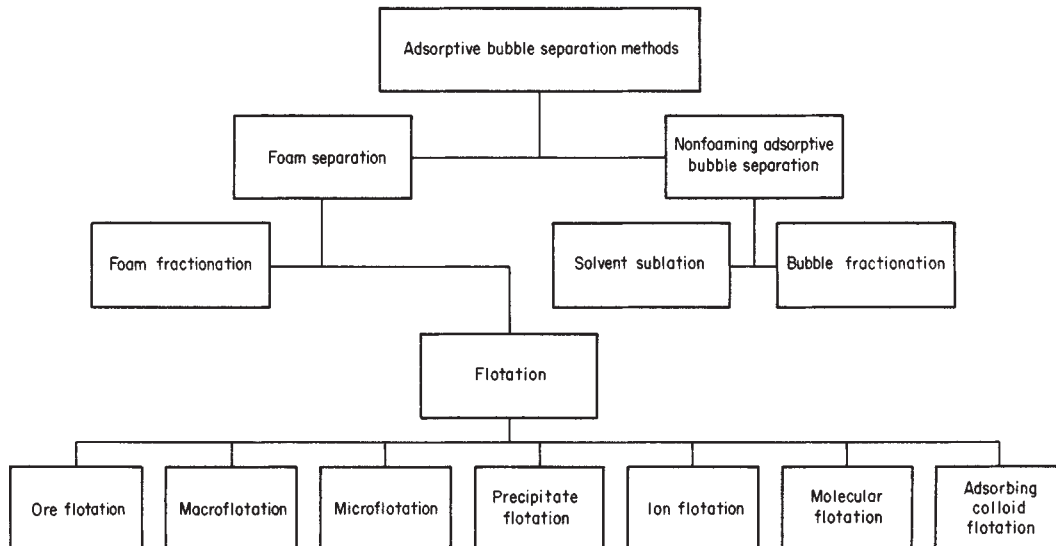 Adsorptive bubble separation methods
Foam separation
Nonfoaming adsorptive
bubble separation
Foam fractionation
Solvent sublation
Bubble fractionation
Flotation
Ore flotation
Macroflotation
Microflotation
Precipitate
flotation
Ion flotation
Molecular
flotation
Adsorbing
colloid
flotation